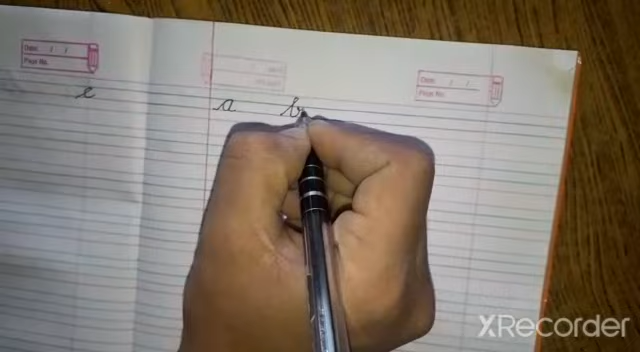 Date: / /
Page No.
Date: / /
Page No.
e
a b
XRecorder